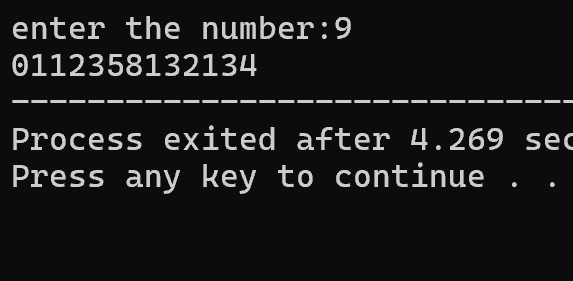 enter the number:9
0112358132134
--------------------------------
Process exited after 4.269 sec
Press any key to continue . .